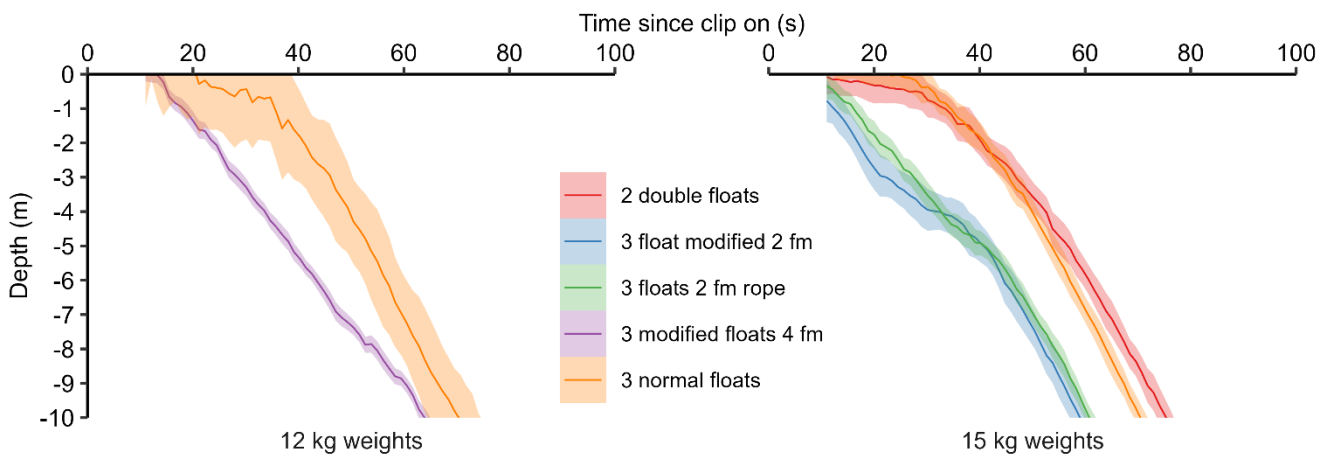 Time since clip on (s)
0 20 40 60 80 100
0 20 40 60 80 100
Depth (m)
0
-1
-2
-3
-4
-5
-6
-7
-8
-9
-10
2 double floats
3 float modified 2 fm
3 floats 2 fm rope
3 modified floats 4 fm
3 normal floats
12 kg weights
15 kg weights